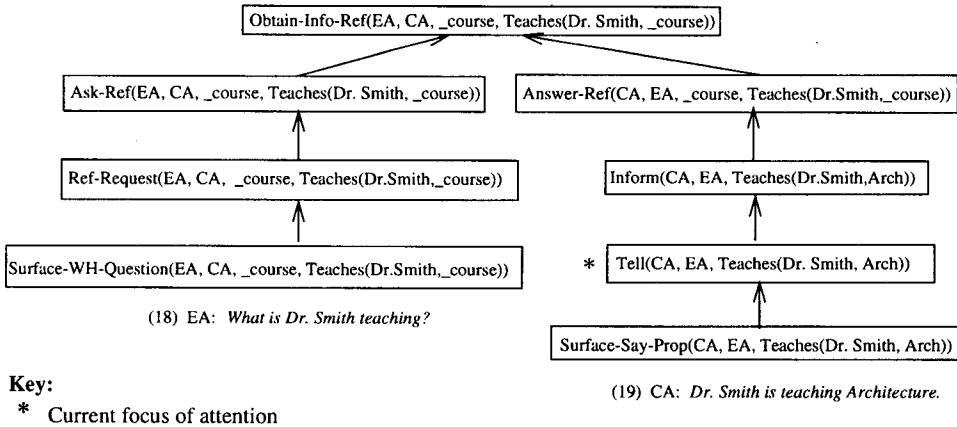 Obtain-Info-Ref(EA, CA, _course, Teaches(Dr. Smith, _course))
Ask-Ref(EA, CA, _course, Teaches(Dr. Smith, _course))
Answer-Ref(CA, EA, _course, Teaches(Dr.Smith,_course))
Ref-Request(EA, CA, _course, Teaches(Dr.Smith,_course))
Inform(CA, EA, Teaches(Dr.Smith,Arch))
Surface-WH-Question(EA, CA, _course, Teaches(Dr.Smith,_course))
* Tell(CA, EA, Teaches(Dr. Smith, Arch))
(18) EA: What is Dr. Smith teaching?
Surface-Say-Prop(CA, EA, Teaches(Dr. Smith, Arch))
(19) CA: Dr. Smith is teaching Architecture.
Key:
* Current focus of attention